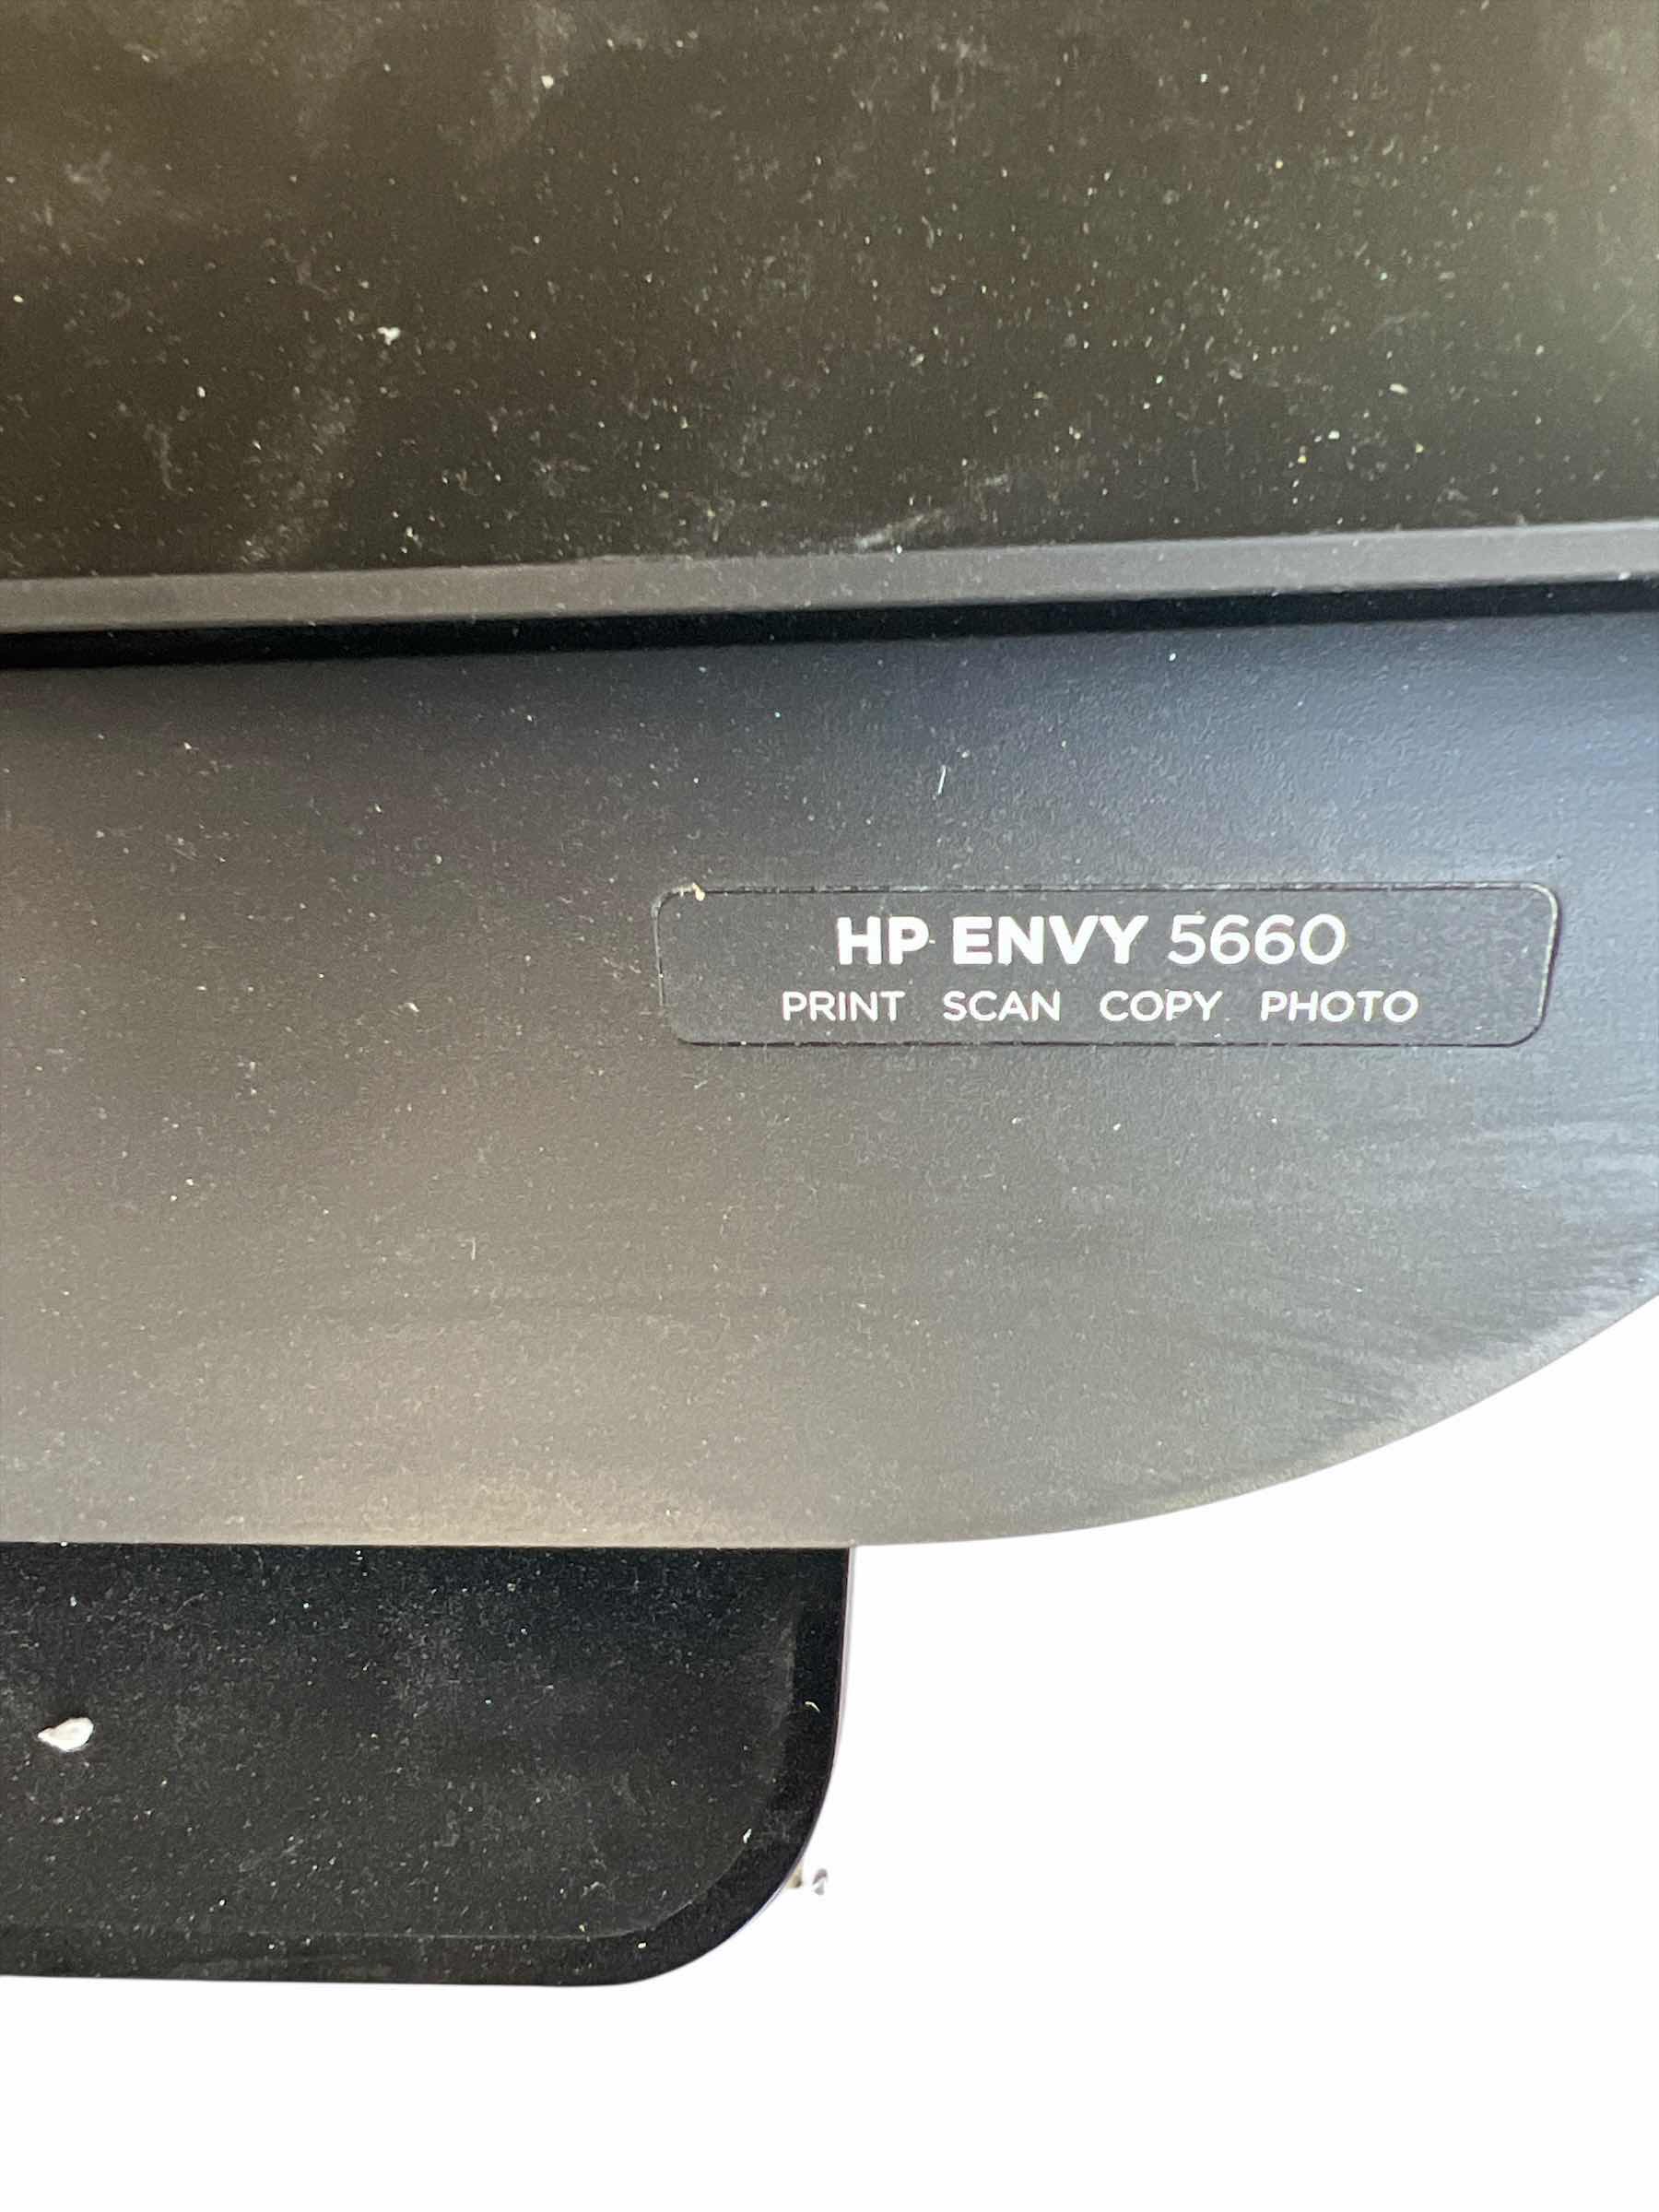 HP ENVY 5660
PRINT SCAN COPY PHOTO